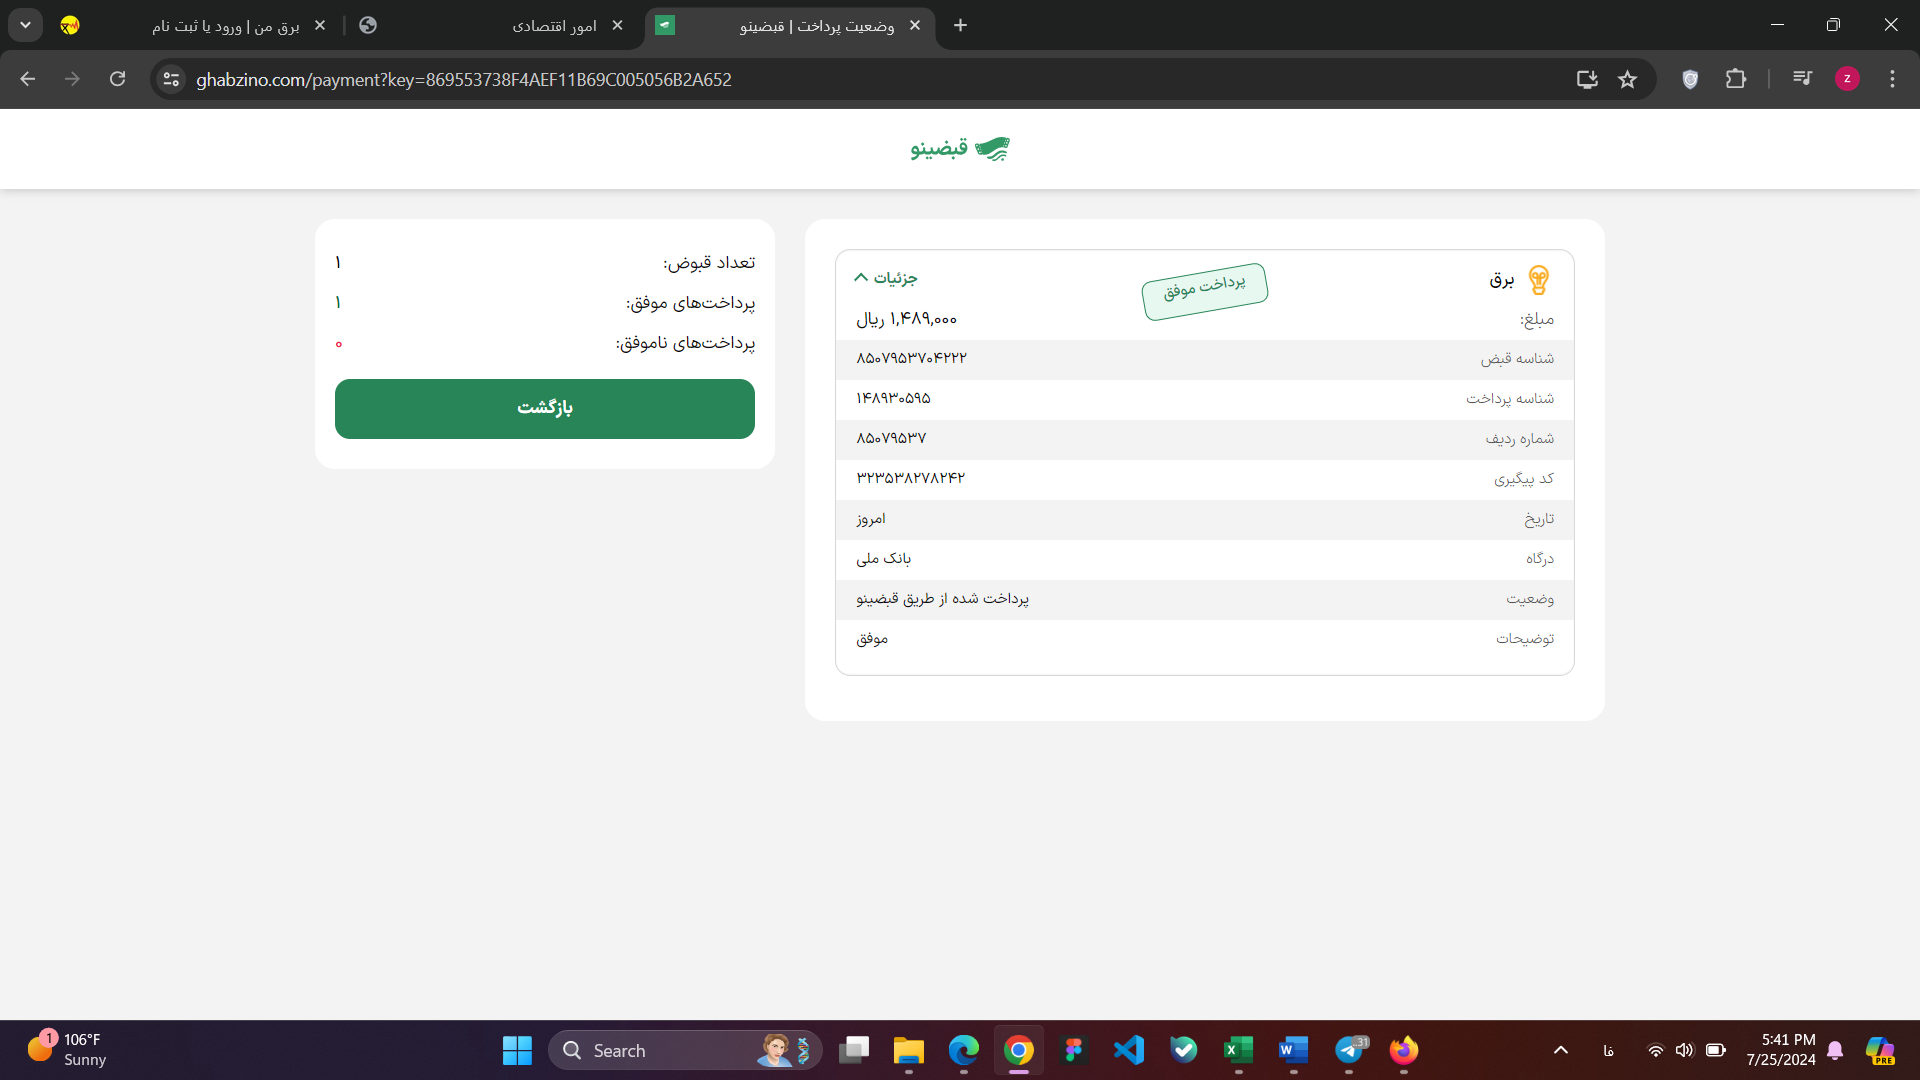 برق من | ورود یا ثبت نام
امور اقتصادی
وضعیت پرداخت | قبضینو
ghabzino.com/payment?key=869553738F4AEF11B69C005056B2A652
z
قبضینو
برق
پرداخت موفق
جزئیات
مبلغ: ۱,۴۸۹,۰۰۰ ریال
شناسه قبض ۸۵۰۷۹۵۳۷۰۴۲۲۲
شناسه پرداخت ۱۴۸۹۳۰۵۹۵
شماره ردیف ۸۵۰۷۹۵۳۷
کد پیگیری ۳۲۳۵۳۸۲۷۸۲۴۲
تاریخ امروز
درگاه بانک ملی
وضعیت پرداخت شده از طریق قبضینو
توضیحات موفق
تعداد قبوض: ۱
پرداخت‌های موفق: ۱
پرداخت‌های ناموفق: ۰
بازگشت
1
106°F
Sunny
Search
31
فا
5:41 PM
7/25/2024
PRE